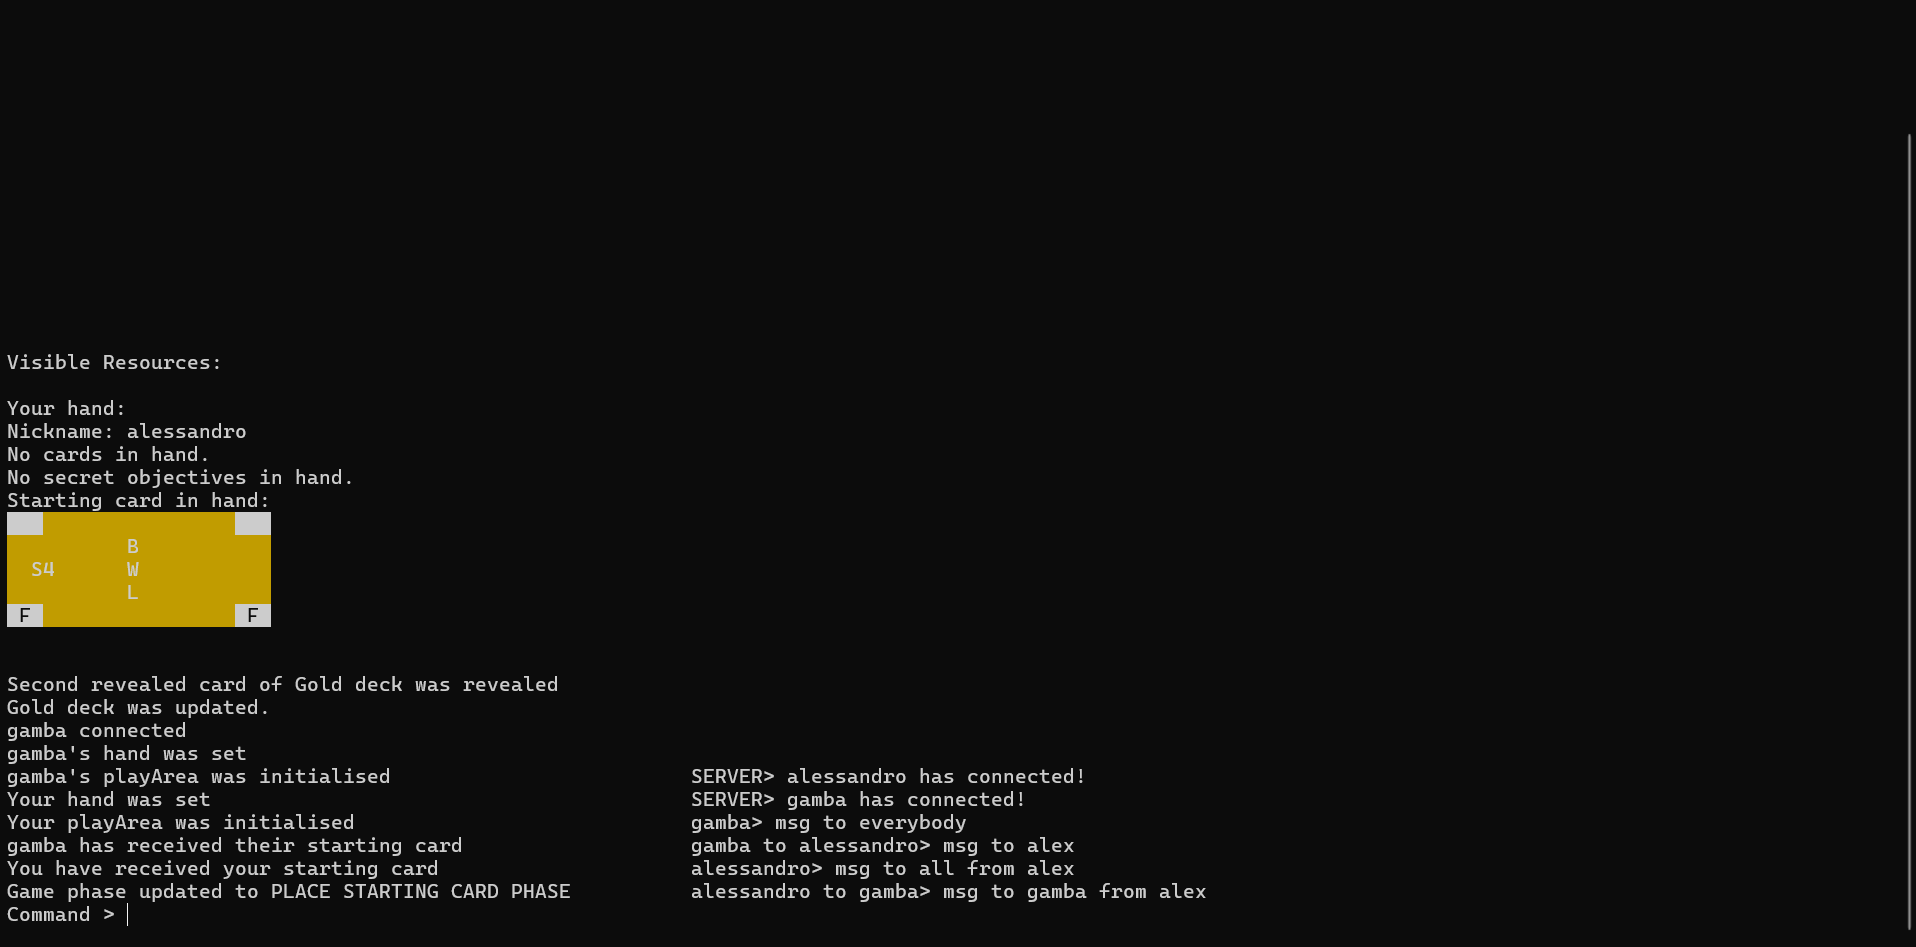 Visible Resources:
Your hand:
Nickname: alessandro
No cards in hand.
No secret objectives in hand.
Starting card in hand:
B
S4 W
L
F F
Second revealed card of Gold deck was revealed
Gold deck was updated.
gamba connected
gamba's hand was set
gamba's playArea was initialised
Your hand was set
Your playArea was initialised
gamba has received their starting card
You have received your starting card
Game phase updated to PLACE STARTING CARD PHASE
Command >
SERVER> alessandro has connected!
SERVER> gamba has connected!
gamba> msg to everybody
gamba to alessandro> msg to alex
alessandro> msg to all from alex
alessandro to gamba> msg to gamba from alex